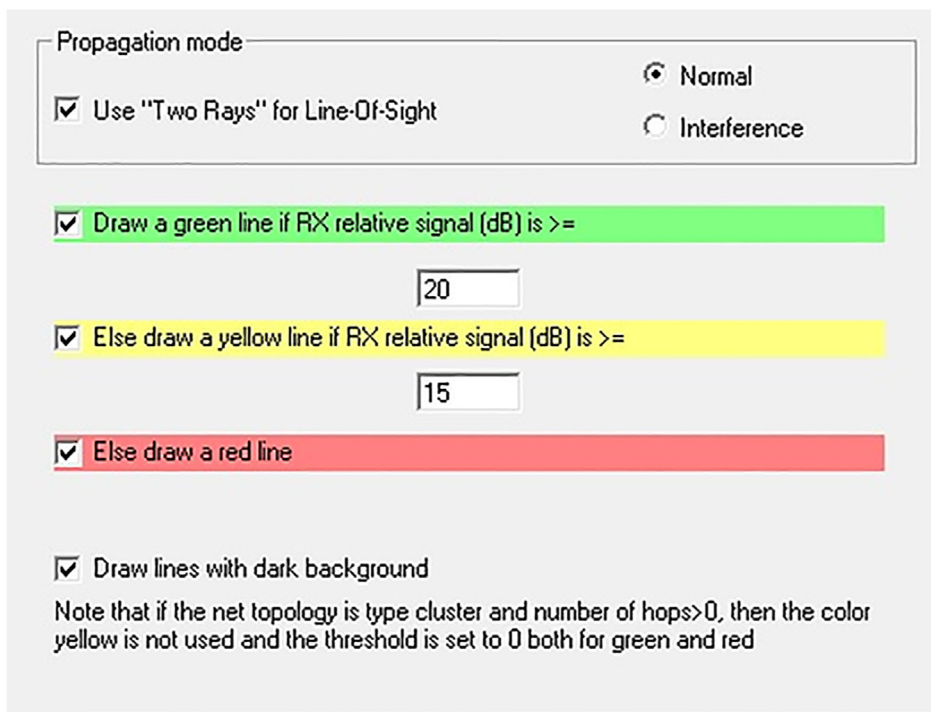 Propagation mode
Use "Two Rays" for Line-Of-Sight
Normal
Interference
Draw a green line if RX relative signal (dB) is >=
20
Else draw a yellow line if RX relative signal (dB) is >=
15
Else draw a red line
Draw lines with dark background
Note that if the net topology is type cluster and number of hops>0, then the color
yellow is not used and the threshold is set to 0 both for green and red